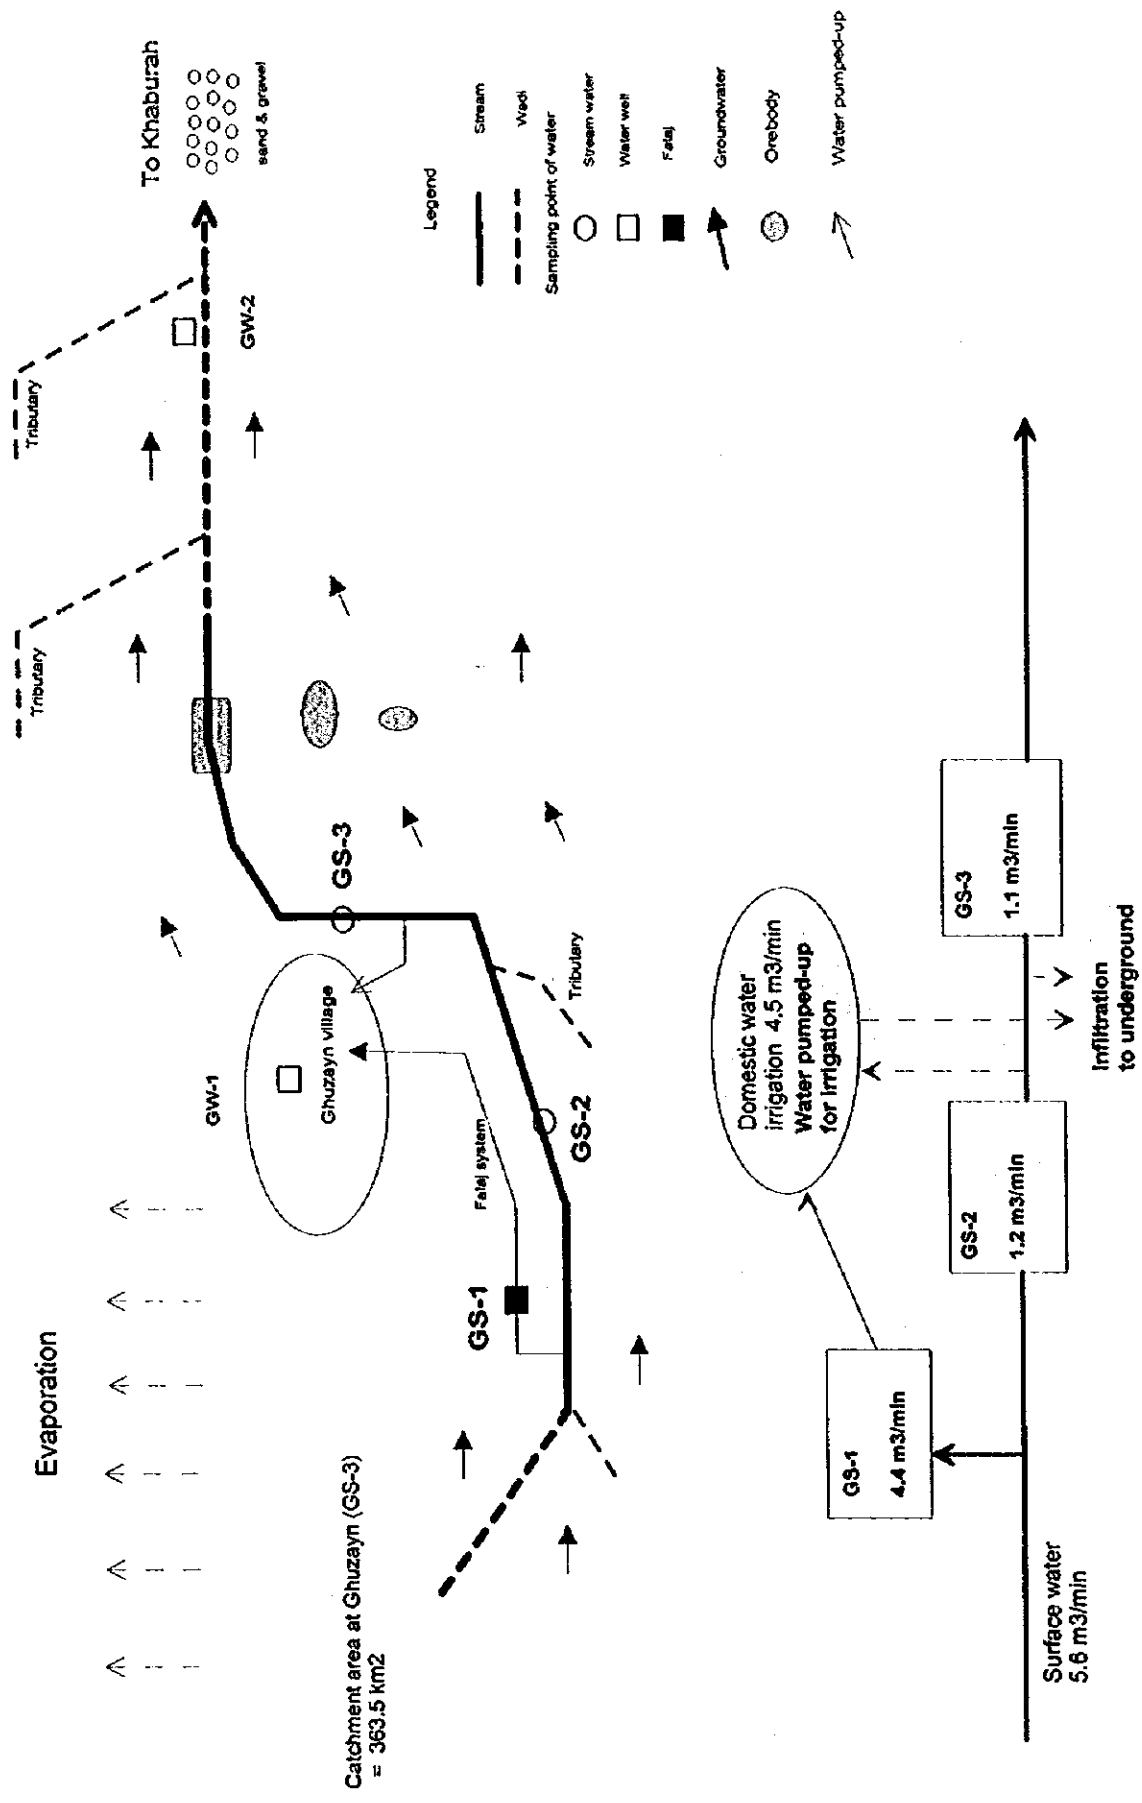 Evaporation
Catchment area at Ghuzayn (GS-3)
= 363.5 km2
GS-1
Falaj system
GS-2
GW-1
Ghuzayn village
Tributary
GS-3
Tributary
Tributary
GW-2
To Khaburah
sand & gravel
Legend
Stream
Wadi
Sampling point of water
Stream water
Water well
Falaj
Groundwater
Orebody
Water pumped-up
Surface water
5.6 m3/min
GS-1
4.4 m3/min
GS-2
1.2 m3/min
Domestic water
irrigation 4.5 m3/min
Water pumped-up
for irrigation
GS-3
1.1 m3/min
Infiltration
to underground